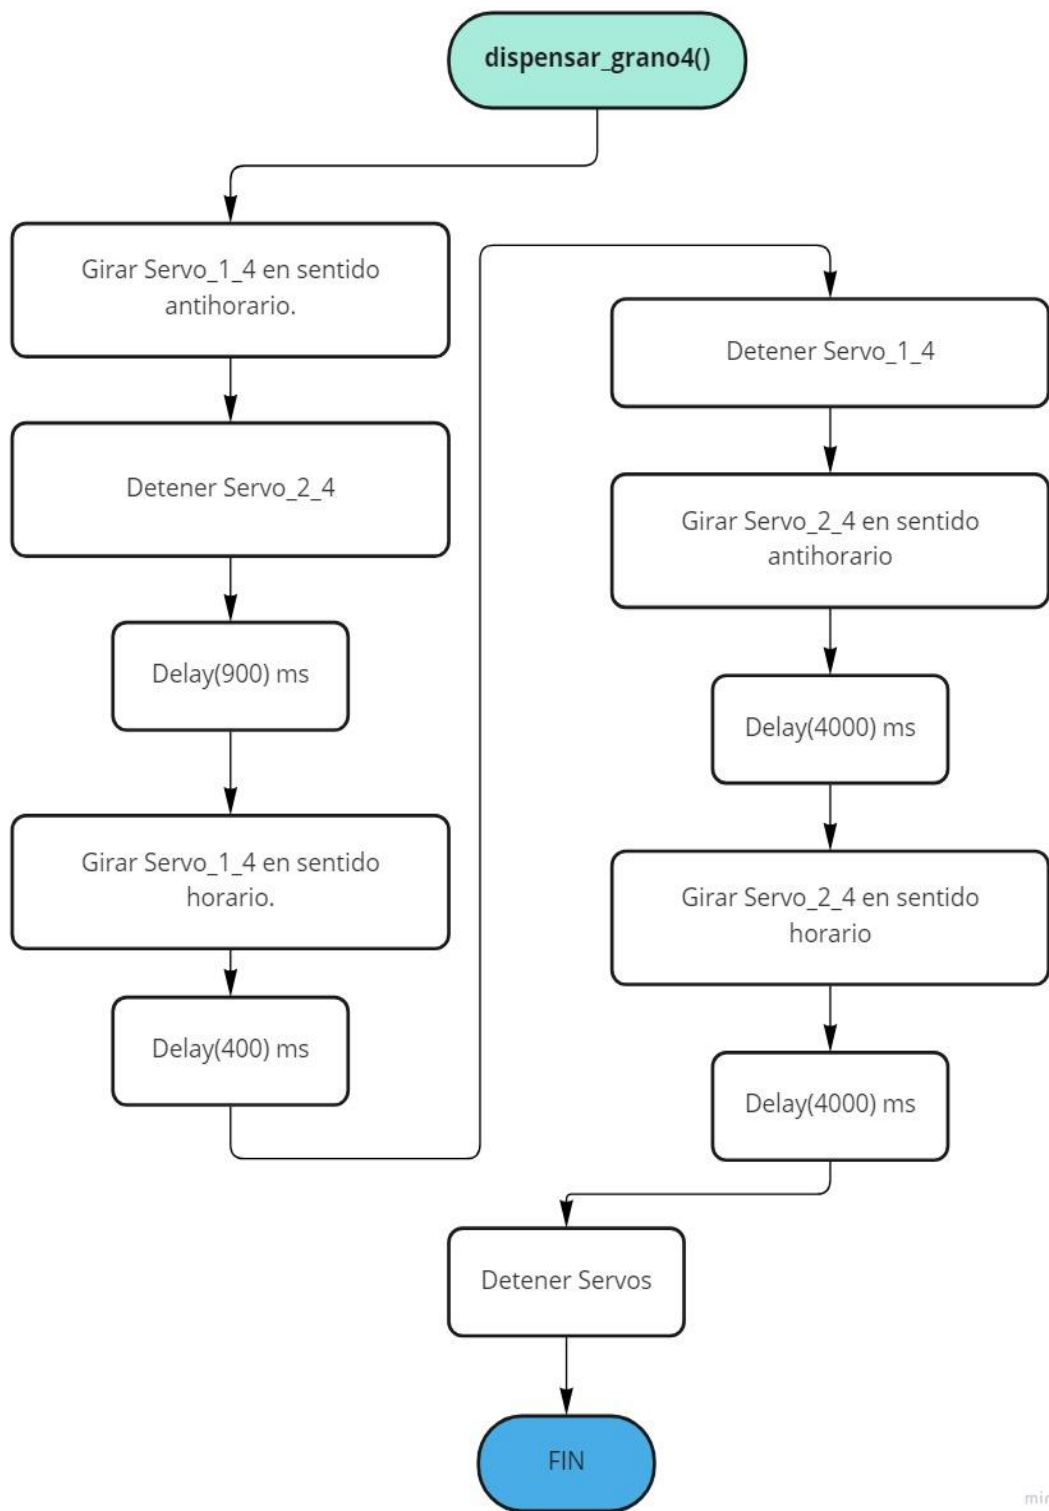 dispensar_grano4()
Girar Servo_1_4 en sentido
antihorario.
Detener Servo_2_4
Delay(900) ms
Girar Servo_1_4 en sentido
horario.
Delay(400) ms
Detener Servo_1_4
Girar Servo_2_4 en sentido
antihorario
Delay(4000) ms
Girar Servo_2_4 en sentido
horario
Delay(4000) ms
Detener Servos
FIN